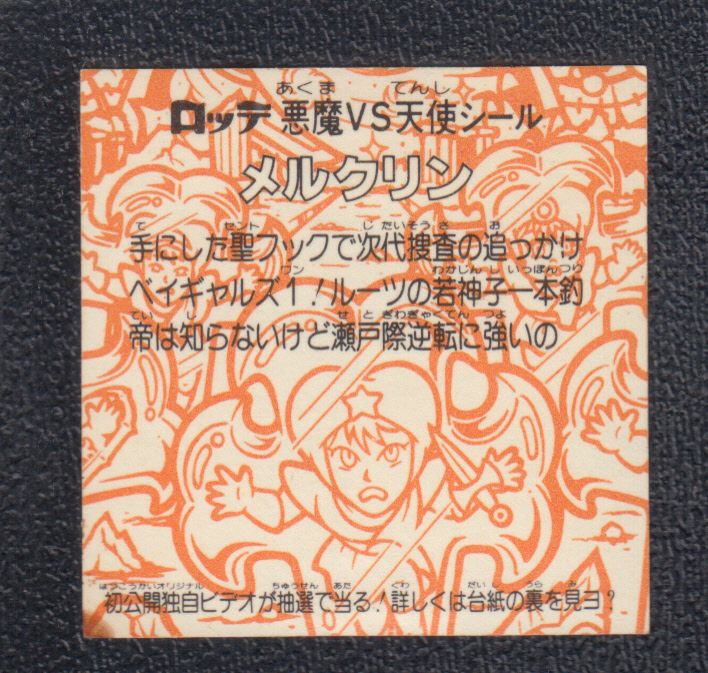 あくま てんし
ロッテ 悪魔VS天使シール
メルクリン
て セント じだいそうさ お
手にした聖フックで次代捜査の追っかけ
ワン わかじんし いっぽんつり
ベイギャルズ1!ルーツの若神子一本釣
てい し せとぎわぎゃくてん つよ
帝は知らないけど瀬戸際逆転に強いの
はつこうかいオリジナル ちゅうせん あた くわ だいし うら み
初公開独自ビデオが抽選で当る!詳しくは台紙の裏を見ヨ?